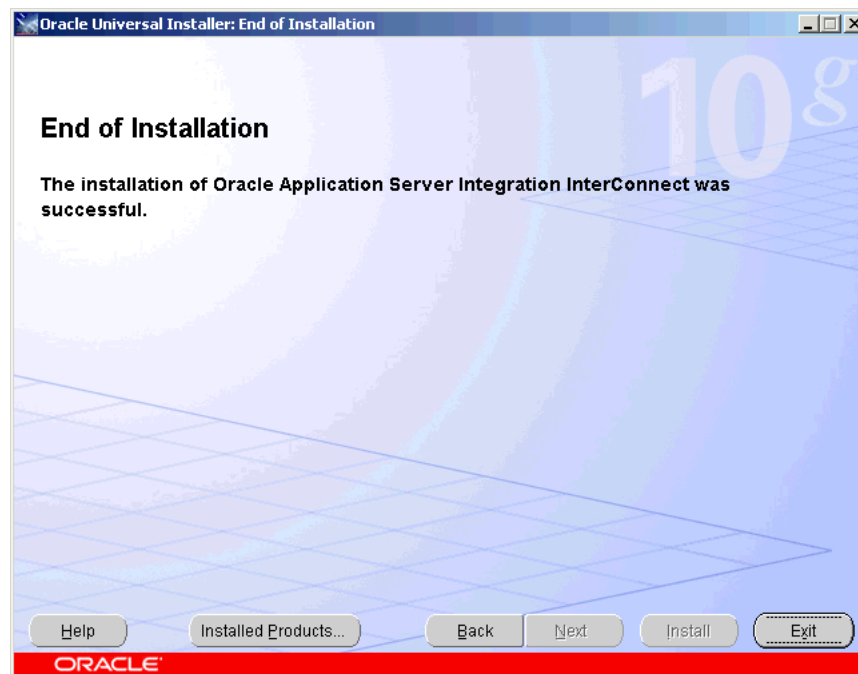 Oracle Universal Installer: End of Installation
10g
End of Installation
The installation of Oracle Application Server Integration InterConnect was
successful.
Help
Installed Products...
Back
Next
Install
Exit
ORACLE